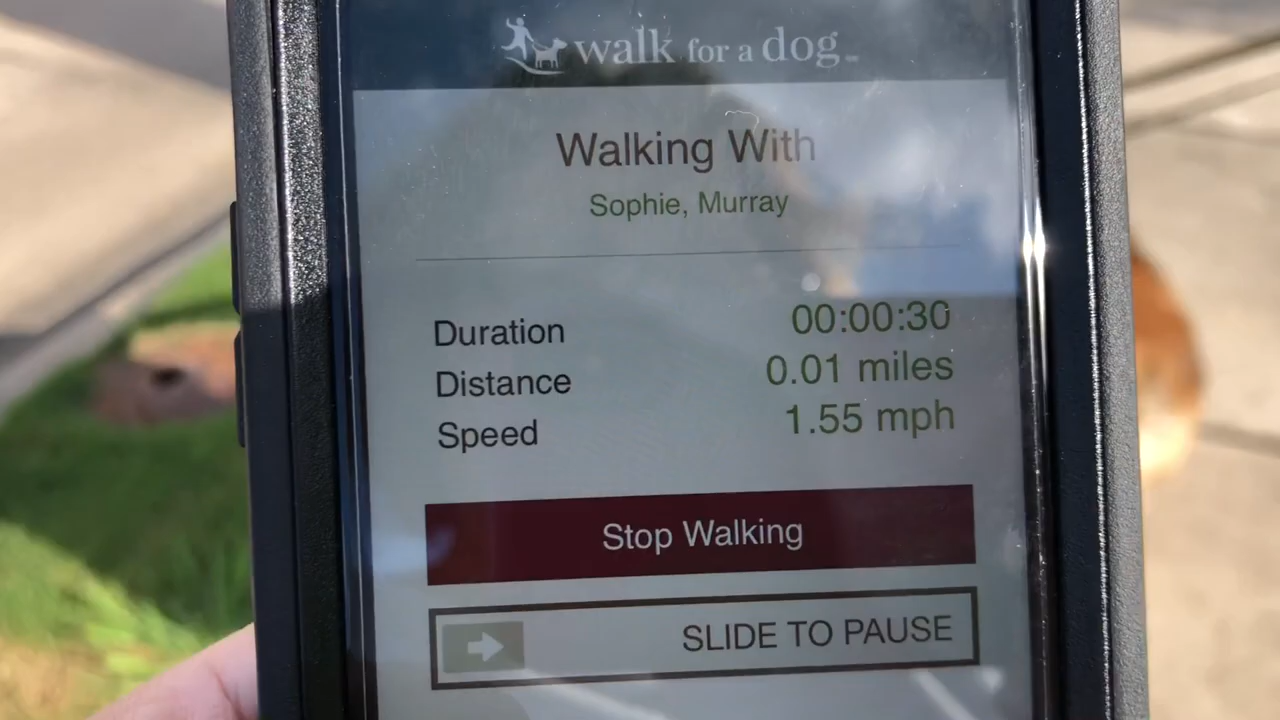 walk for a dog
Walking With
Sophie, Murray
Duration 00:00:30
Distance 0.01 miles
Speed 1.55 mph
Stop Walking
SLIDE TO PAUSE